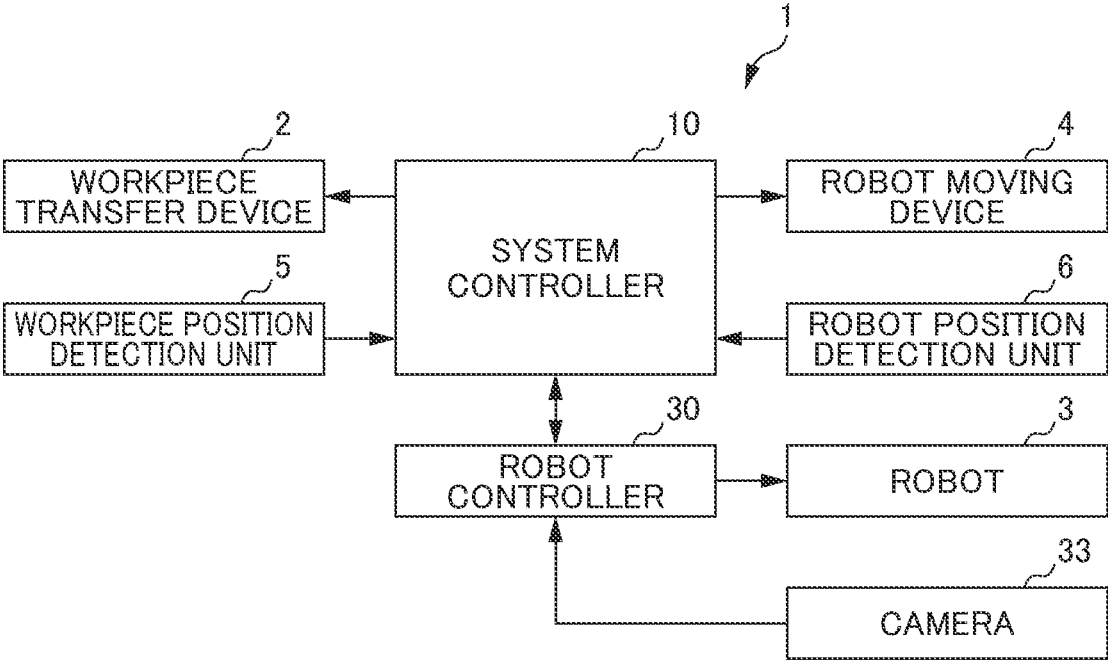 1
2
WORKPIECE
TRANSFER DEVICE
10
SYSTEM
CONTROLLER
4
ROBOT MOVING
DEVICE
5
WORKPIECE POSITION
DETECTION UNIT
6
ROBOT POSITION
DETECTION UNIT
30
ROBOT
CONTROLLER
3
ROBOT
33
CAMERA